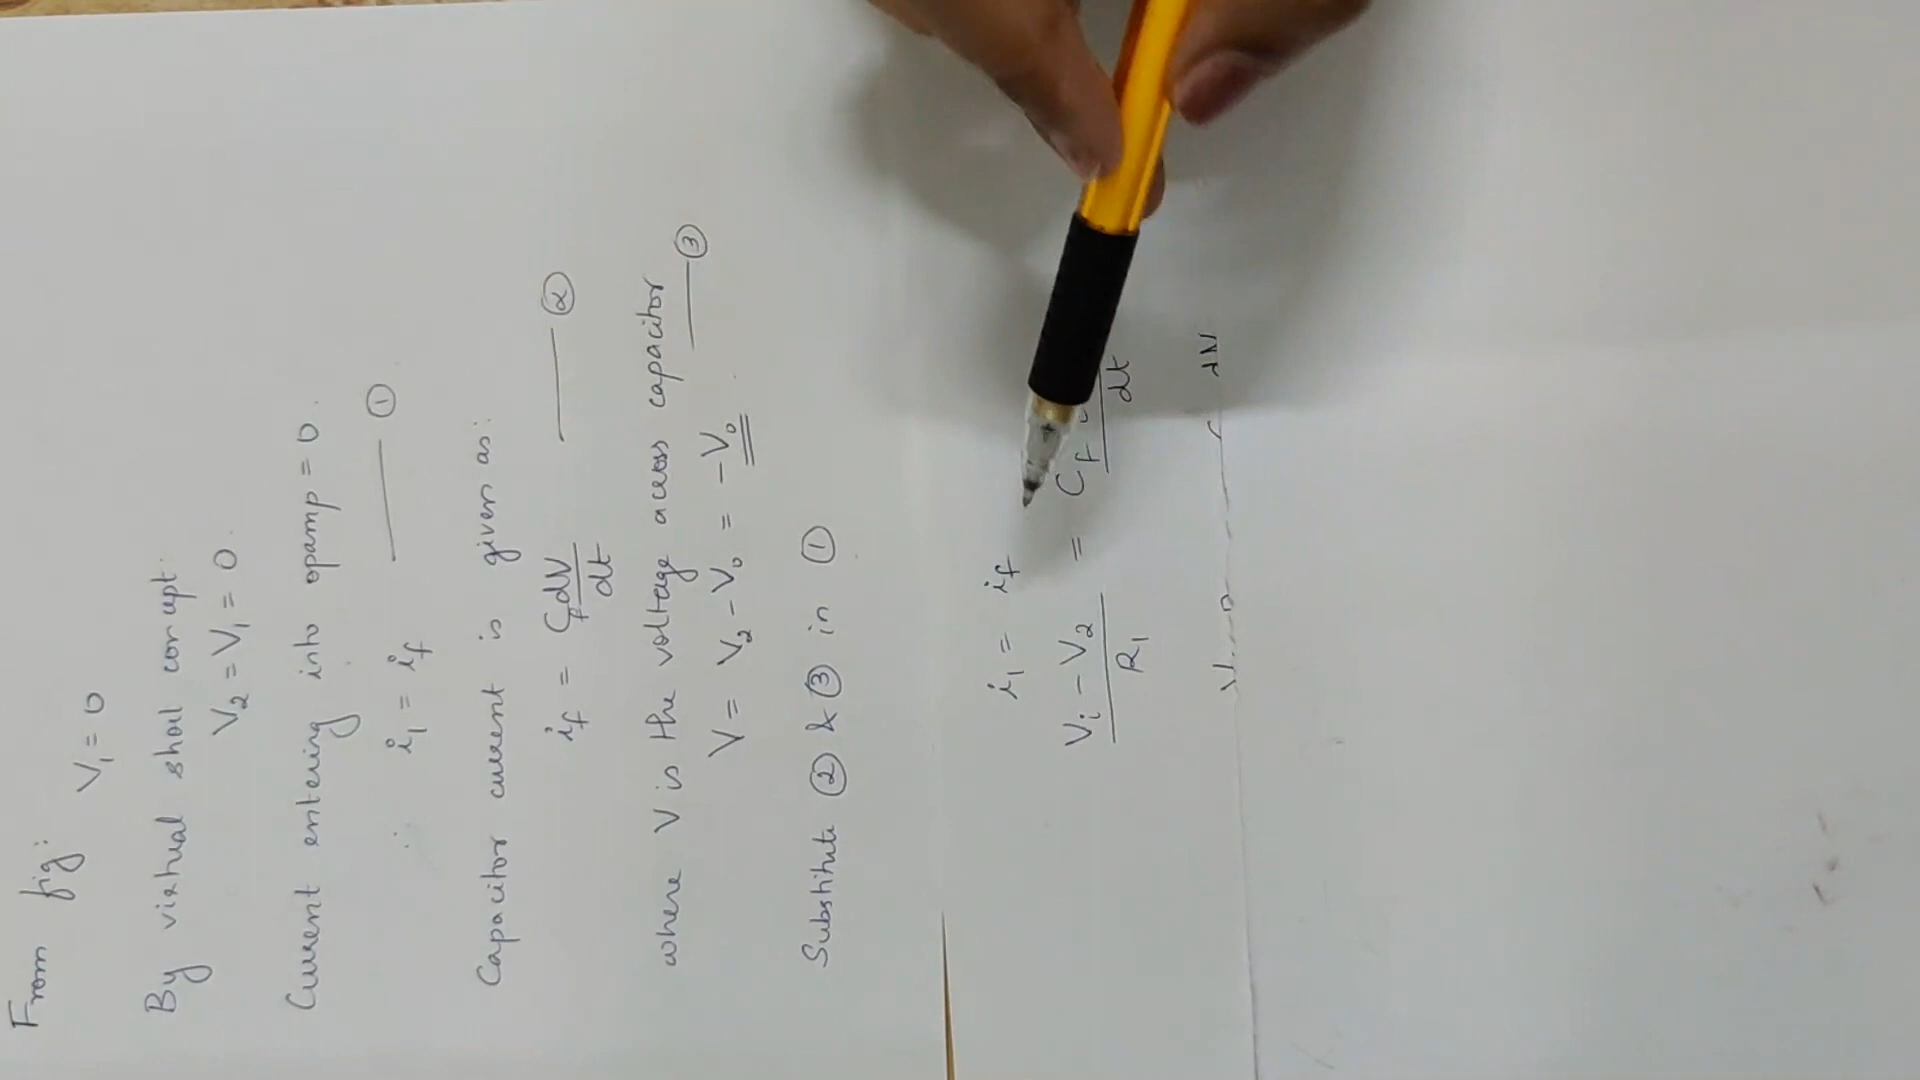 From fig:
V₁ = 0
By virtual short concept:
V₂ = V₁ = 0.
Current entering into opamp = 0.
∴ i₁ = i_f ——— ①
Capacitor current is given as:
i_f = C_f dV/dt ——— ②
where V is the voltage across capacitor
V = V₂ - V₀ = -V₀. ——— ③
Substitute ② & ③ in ①
i₁ = i_f
(Vᵢ - V₂)/R₁ = C_f /dt